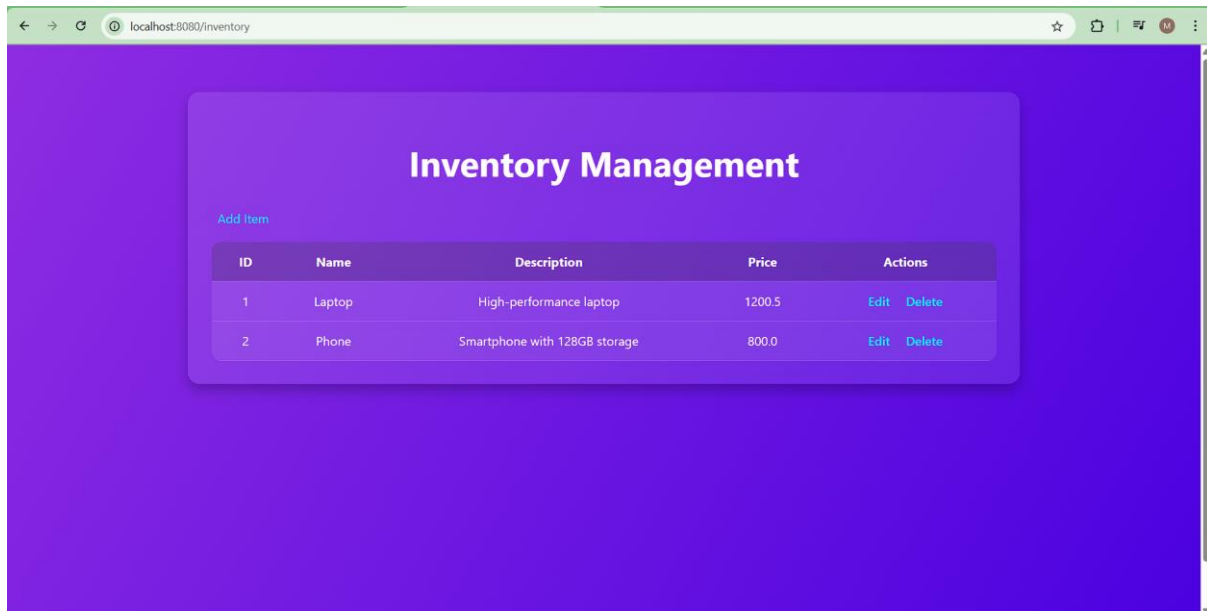 localhost:8080/inventory
M
Inventory Management
Add Item
ID Name Description Price Actions
1 Laptop High-performance laptop 1200.5 Edit Delete
2 Phone Smartphone with 128GB storage 800.0 Edit Delete